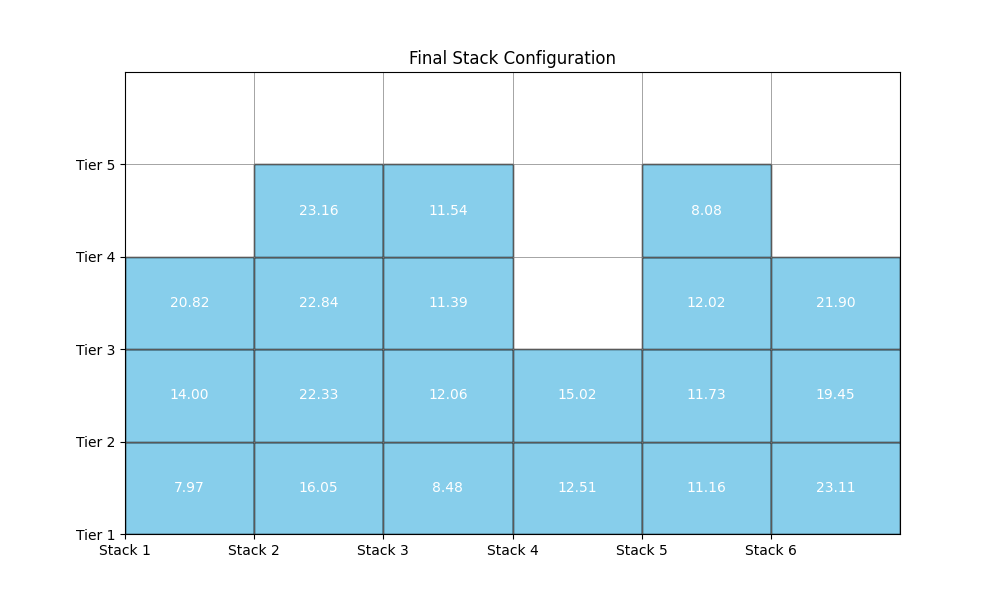 Final Stack Configuration
Tier 5
23.16 11.54 8.08
Tier 4
20.82 22.84 11.39 12.02 21.90
Tier 3
14.00 22.33 12.06 15.02 11.73 19.45
Tier 2
7.97 16.05 8.48 12.51 11.16 23.11
Tier 1
Stack 1 Stack 2 Stack 3 Stack 4 Stack 5 Stack 6